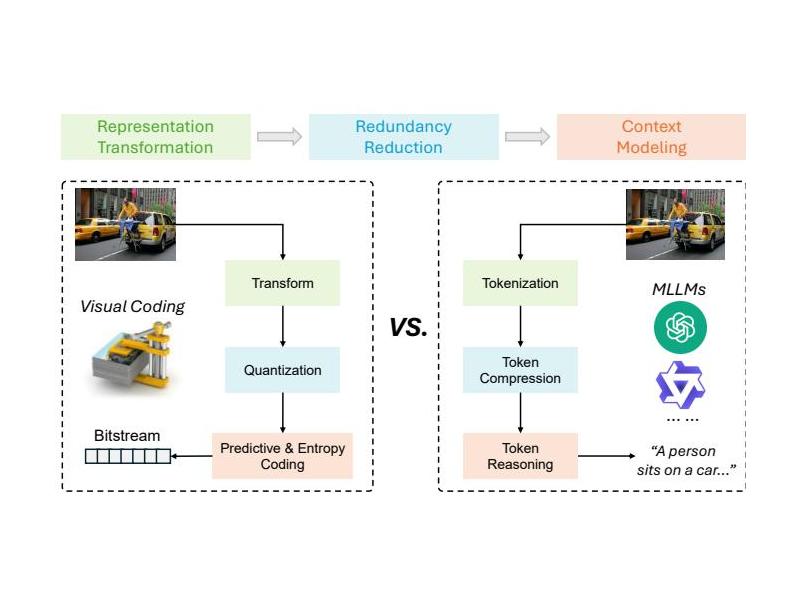 Representation
Transformation
Redundancy
Reduction
Context
Modeling
Transform
Visual Coding
Quantization
Bitstream
Predictive & Entropy
Coding
VS.
Tokenization
MLLMs
Token
Compression
... ...
Token
Reasoning
“A person
sits on a car...”